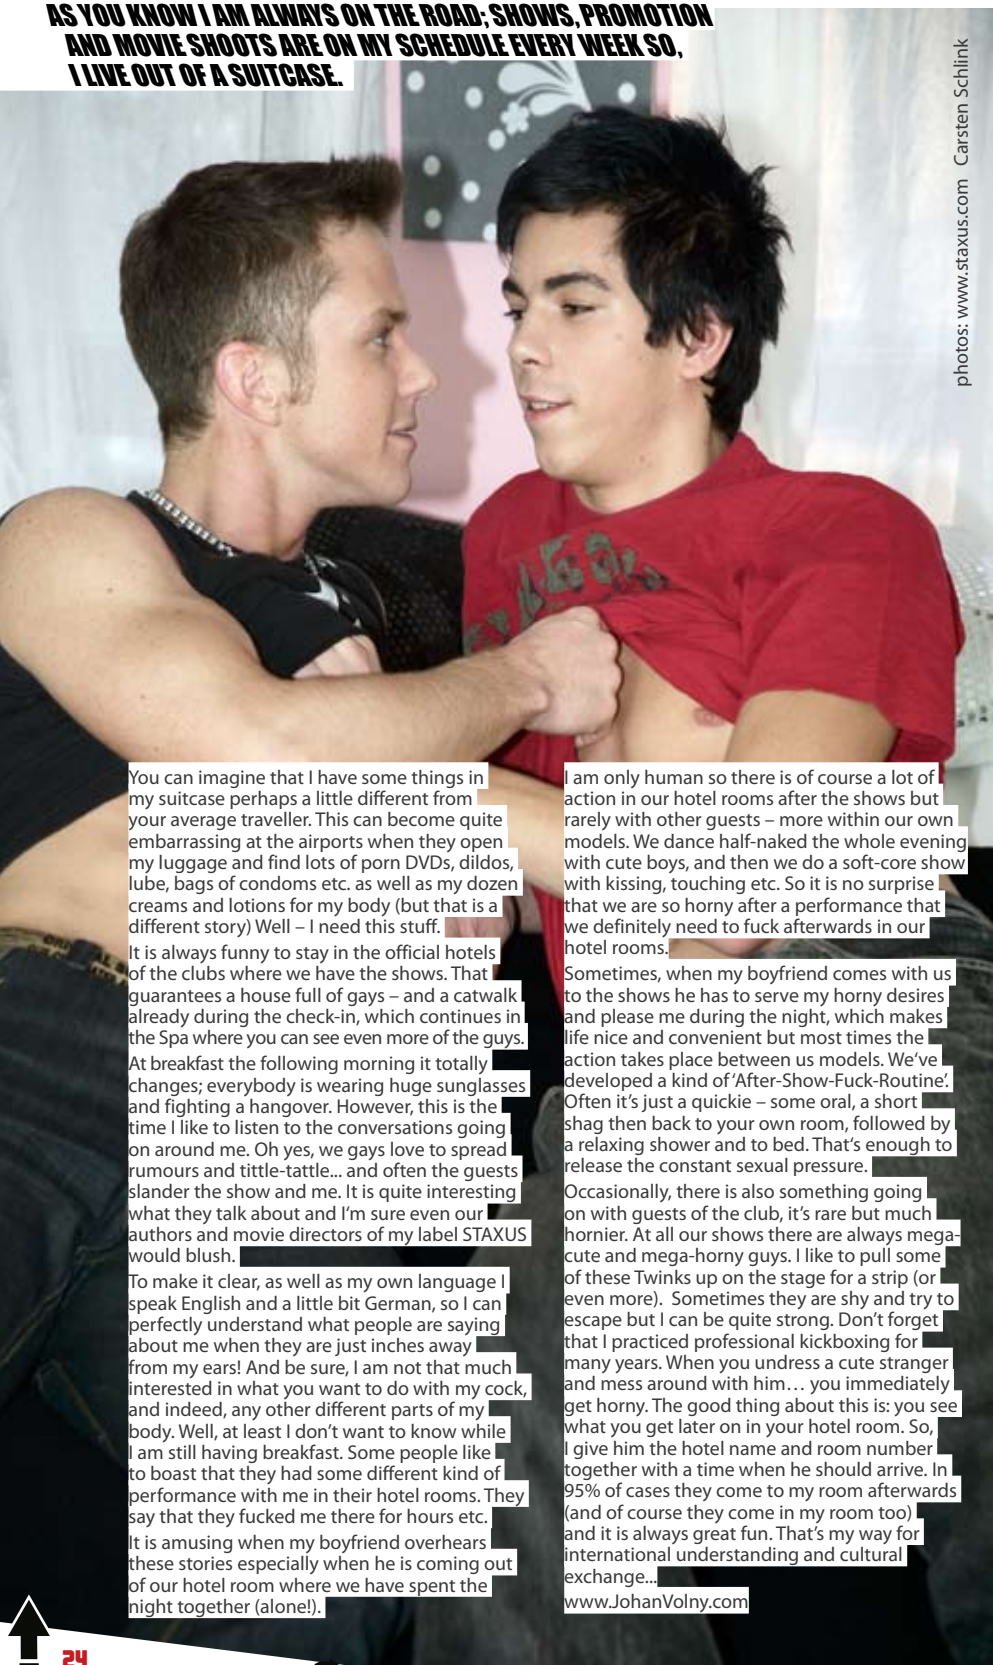 AS YOU KNOW I AM ALWAYS ON THE ROAD; SHOWS, PROMOTION
AND MOVIE SHOOTS ARE ON MY SCHEDULE EVERY WEEK SO,
I LIVE OUT OF A SUITCASE.
photos: www.staxus.com Carsten Schlink
You can imagine that I have some things in
my suitcase perhaps a little different from
your average traveller. This can become quite
embarrassing at the airports when they open
my luggage and find lots of porn DVDs, dildos,
lube, bags of condoms etc. as well as my dozen
creams and lotions for my body (but that is a
different story) Well – I need this stuff.
It is always funny to stay in the official hotels
of the clubs where we have the shows. That
guarantees a house full of gays – and a catwalk
already during the check-in, which continues in
the Spa where you can see even more of the guys.
At breakfast the following morning it totally
changes; everybody is wearing huge sunglasses
and fighting a hangover. However, this is the
time I like to listen to the conversations going
on around me. Oh yes, we gays love to spread
rumours and tittle-tattle... and often the guests
slander the show and me. It is quite interesting
what they talk about and I'm sure even our
authors and movie directors of my label STAXUS
would blush.
To make it clear, as well as my own language I
speak English and a little bit German, so I can
perfectly understand what people are saying
about me when they are just inches away
from my ears! And be sure, I am not that much
interested in what you want to do with my cock,
and indeed, any other different parts of my
body. Well, at least I don't want to know while
I am still having breakfast. Some people like
to boast that they had some different kind of
performance with me in their hotel rooms. They
say that they fucked me there for hours etc.
It is amusing when my boyfriend overhears
these stories especially when he is coming out
of our hotel room where we have spent the
night together (alone!).
I am only human so there is of course a lot of
action in our hotel rooms after the shows but
rarely with other guests – more within our own
models. We dance half-naked the whole evening
with cute boys, and then we do a soft-core show
with kissing, touching etc. So it is no surprise
that we are so horny after a performance that
we definitely need to fuck afterwards in our
hotel rooms.
Sometimes, when my boyfriend comes with us
to the shows he has to serve my horny desires
and please me during the night, which makes
life nice and convenient but most times the
action takes place between us models. We've
developed a kind of 'After-Show-Fuck-Routine'.
Often it's just a quickie – some oral, a short
shag then back to your own room, followed by
a relaxing shower and to bed. That's enough to
release the constant sexual pressure.
Occasionally, there is also something going
on with guests of the club, it's rare but much
hornier. At all our shows there are always mega-
cute and mega-horny guys. I like to pull some
of these Twinks up on the stage for a strip (or
even more). Sometimes they are shy and try to
escape but I can be quite strong. Don't forget
that I practiced professional kickboxing for
many years. When you undress a cute stranger
and mess around with him… you immediately
get horny. The good thing about this is: you see
what you get later on in your hotel room. So,
I give him the hotel name and room number
together with a time when he should arrive. In
95% of cases they come to my room afterwards
(and of course they come in my room too)
and it is always great fun. That's my way for
international understanding and cultural
exchange...
www.JohanVolny.com
24